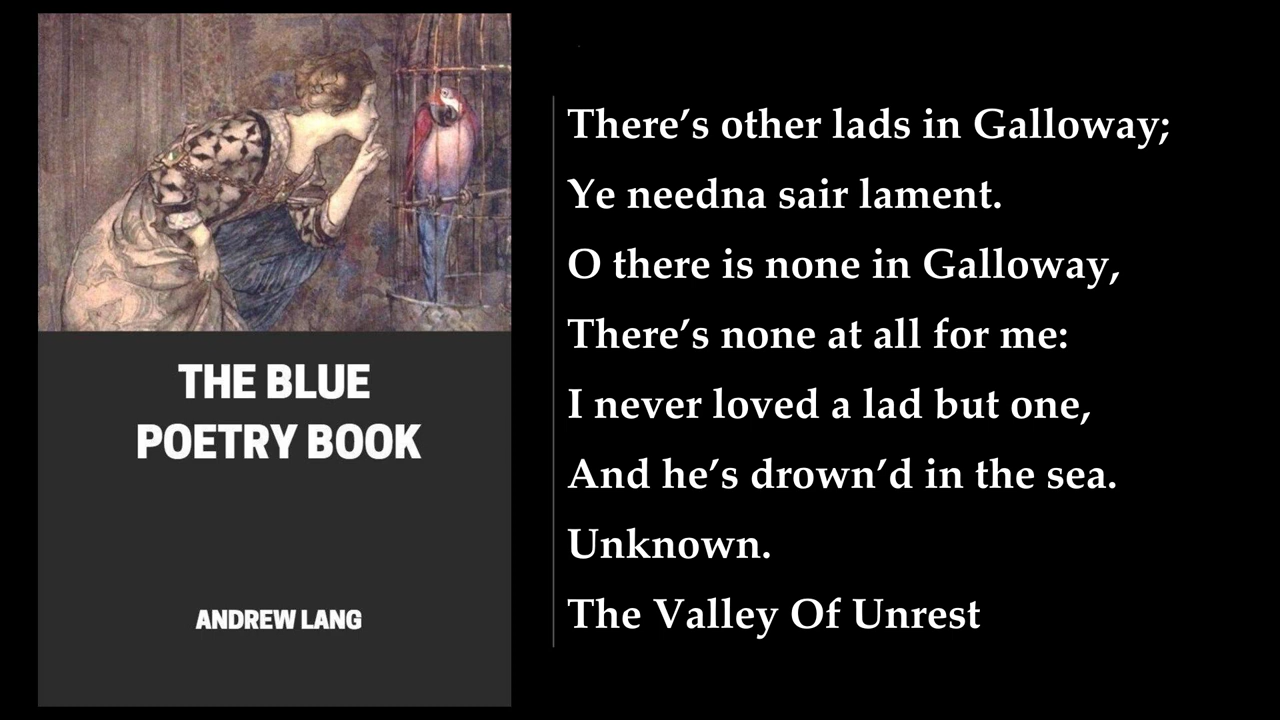 THE BLUE
POETRY BOOK
ANDREW LANG
There’s other lads in Galloway;
Ye needna sair lament.
O there is none in Galloway,
There’s none at all for me:
I never loved a lad but one,
And he’s drown’d in the sea.
Unknown.
The Valley Of Unrest